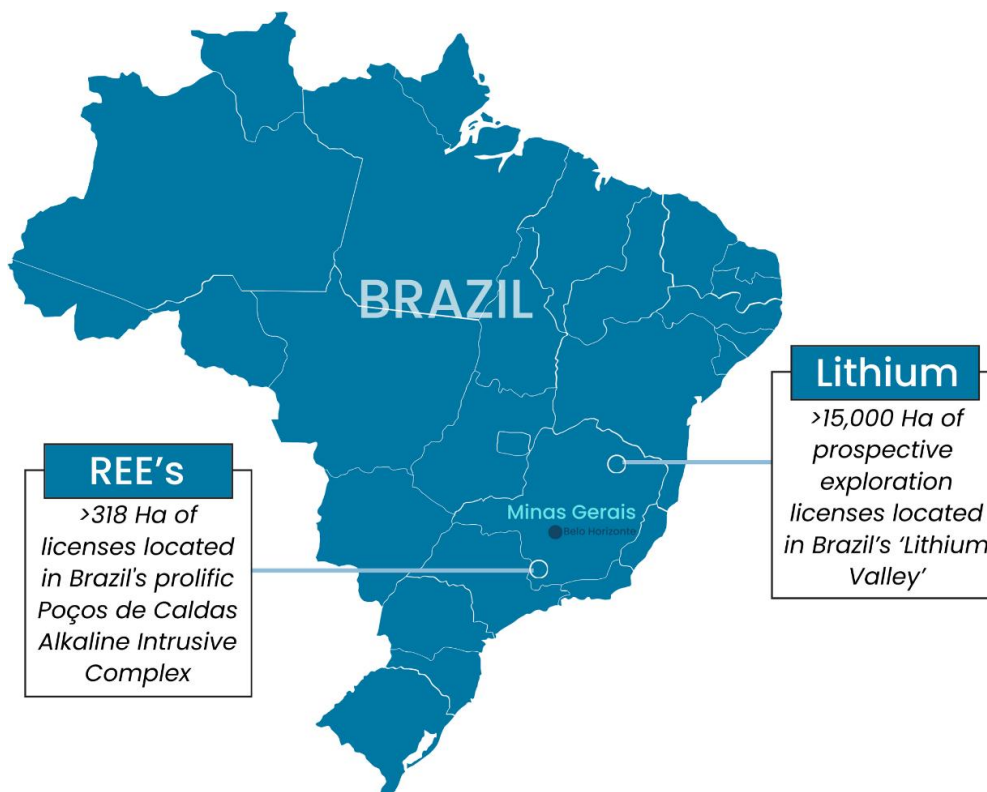 BRAZIL
Lithium
>15,000 Ha of
prospective
exploration
licenses located
in Brazil's ‘Lithium
Valley’
REE's
>318 Ha of
licenses located
in Brazil's prolific
Poços de Caldas
Alkaline Intrusive
Complex
Minas Gerais
Belo Horizonte